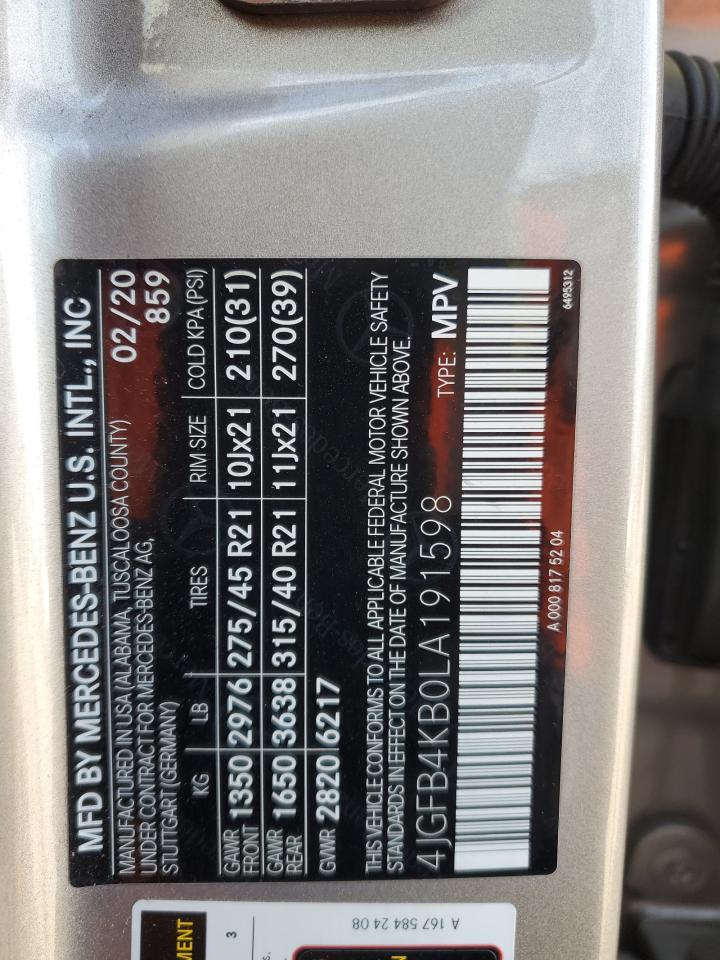 MFD BY MERCEDES-BENZ U.S. INTL., INC
MANUFACTURED IN USA (ALABAMA, TUSCALOOSA COUNTY) 02/20
UNDER CONTRACT FOR MERCEDES-BENZ AG, 859
STUTTGART (GERMANY)
KG LB TIRES RIM SIZE COLD KPA (PSI)
GAWR FRONT 1350 2976 275/45 R21 10Jx21 210(31)
GAWR REAR 1650 3638 315/40 R21 11Jx21 270(39)
GVWR 2820 6217
THIS VEHICLE CONFORMS TO ALL APPLICABLE FEDERAL MOTOR VEHICLE SAFETY
STANDARDS IN EFFECT ON THE DATE OF MANUFACTURE SHOWN ABOVE.
4JGFB4KB0LA191598 TYPE: MPV
A 000 817 52 04
6495312
A 167 584 24 08
3